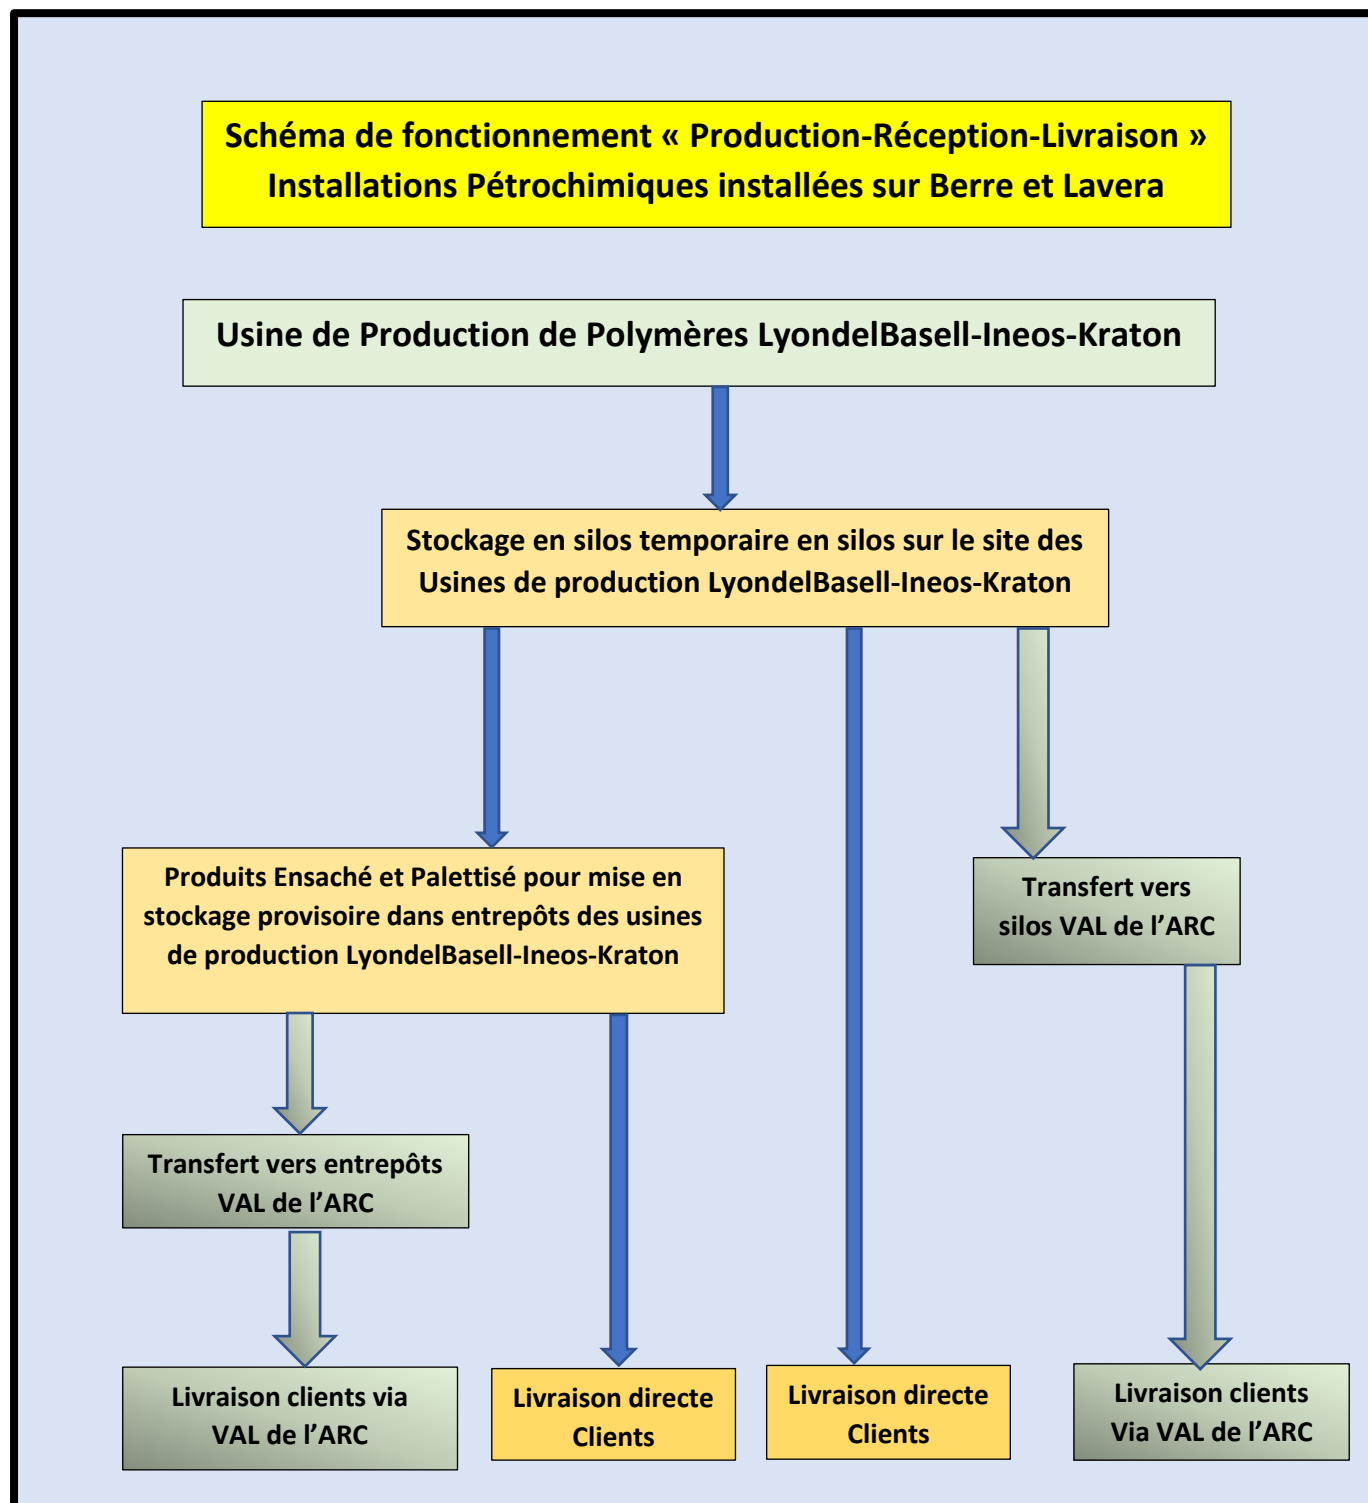 Schéma de fonctionnement « Production-Réception-Livraison »
Installations Pétrochimiques installées sur Berre et Lavera
Usine de Production de Polymères LyondelBasell-Ineos-Kraton
Stockage en silos temporaire en silos sur le site des
Usines de production LyondelBasell-Ineos-Kraton
Produits Ensaché et Palettisé pour mise en
stockage provisoire dans entrepôts des usines
de production LyondelBasell-Ineos-Kraton
Transfert vers
silos VAL de l’ARC
Transfert vers entrepôts
VAL de l’ARC
Livraison clients via
VAL de l’ARC
Livraison directe
Clients
Livraison directe
Clients
Livraison clients
Via VAL de l’ARC